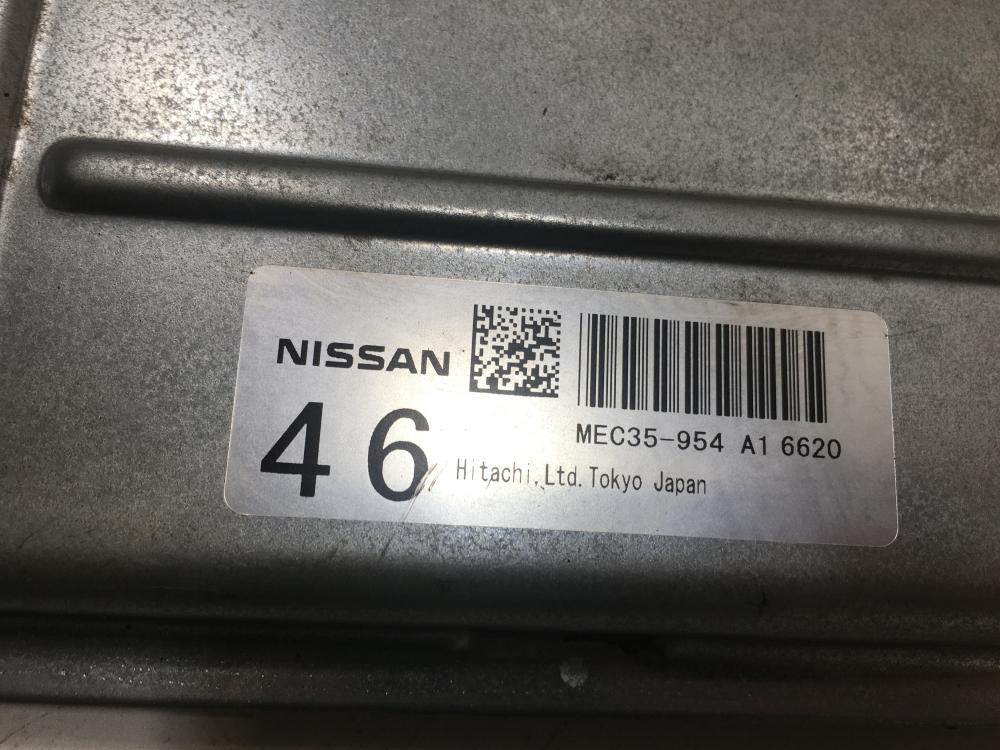 NISSAN
MEC35-954 A1 6620
46
Hitachi,Ltd.Tokyo Japan